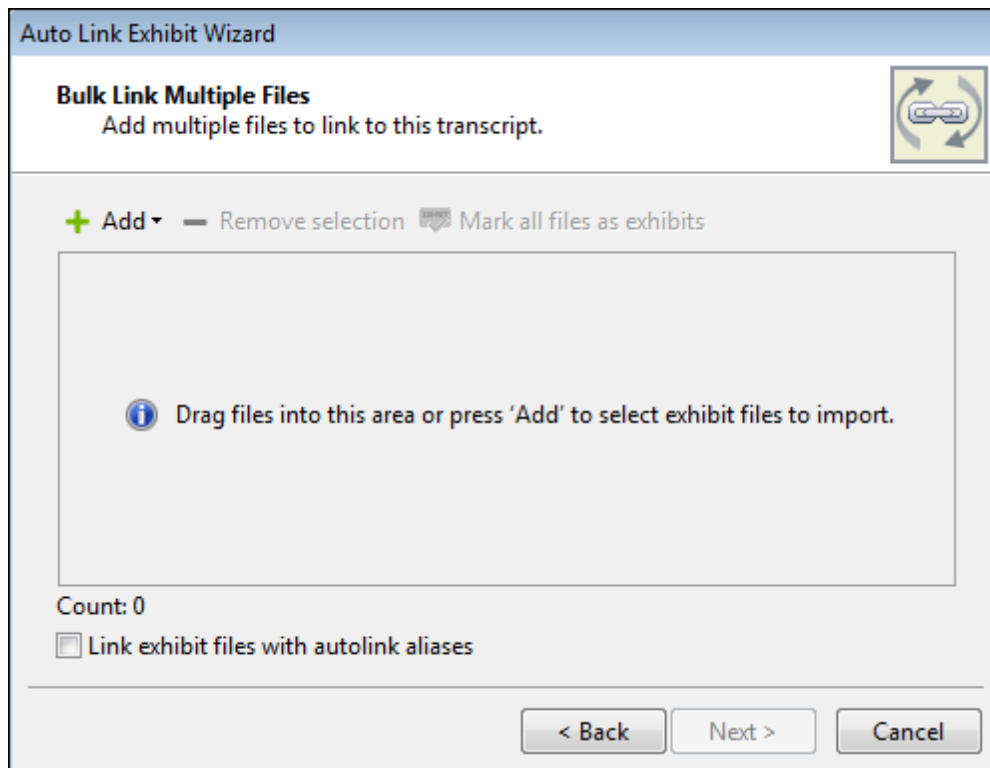 Auto Link Exhibit Wizard
Bulk Link Multiple Files
Add multiple files to link to this transcript.
Add Remove selection Mark all files as exhibits
Drag files into this area or press ‘Add’ to select exhibit files to import.
Count: 0
Link exhibit files with autolink aliases
< Back Next > Cancel